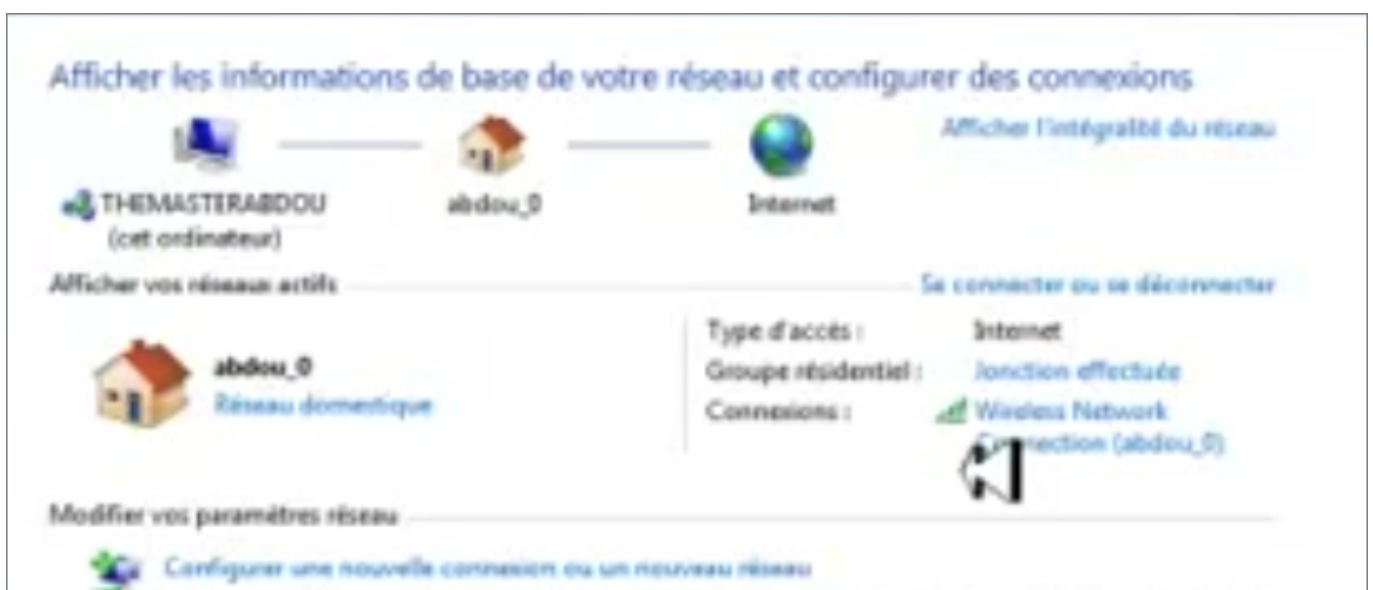 Afficher les informations de base de votre réseau et configurer des connexions
Afficher l'intégralité du réseau
THEMASTERABDOU
(cet ordinateur)
abdou_0
Internet
Afficher vos réseaux actifs
Se connecter ou se déconnecter
abdou_0
Réseau domestique
Type d'accès : Internet
Groupe résidentiel : Jonction effectuée
Connexions : Wireless Network
Connection (abdou_0)
Modifier vos paramètres réseau
Configurer une nouvelle connexion ou un nouveau réseau